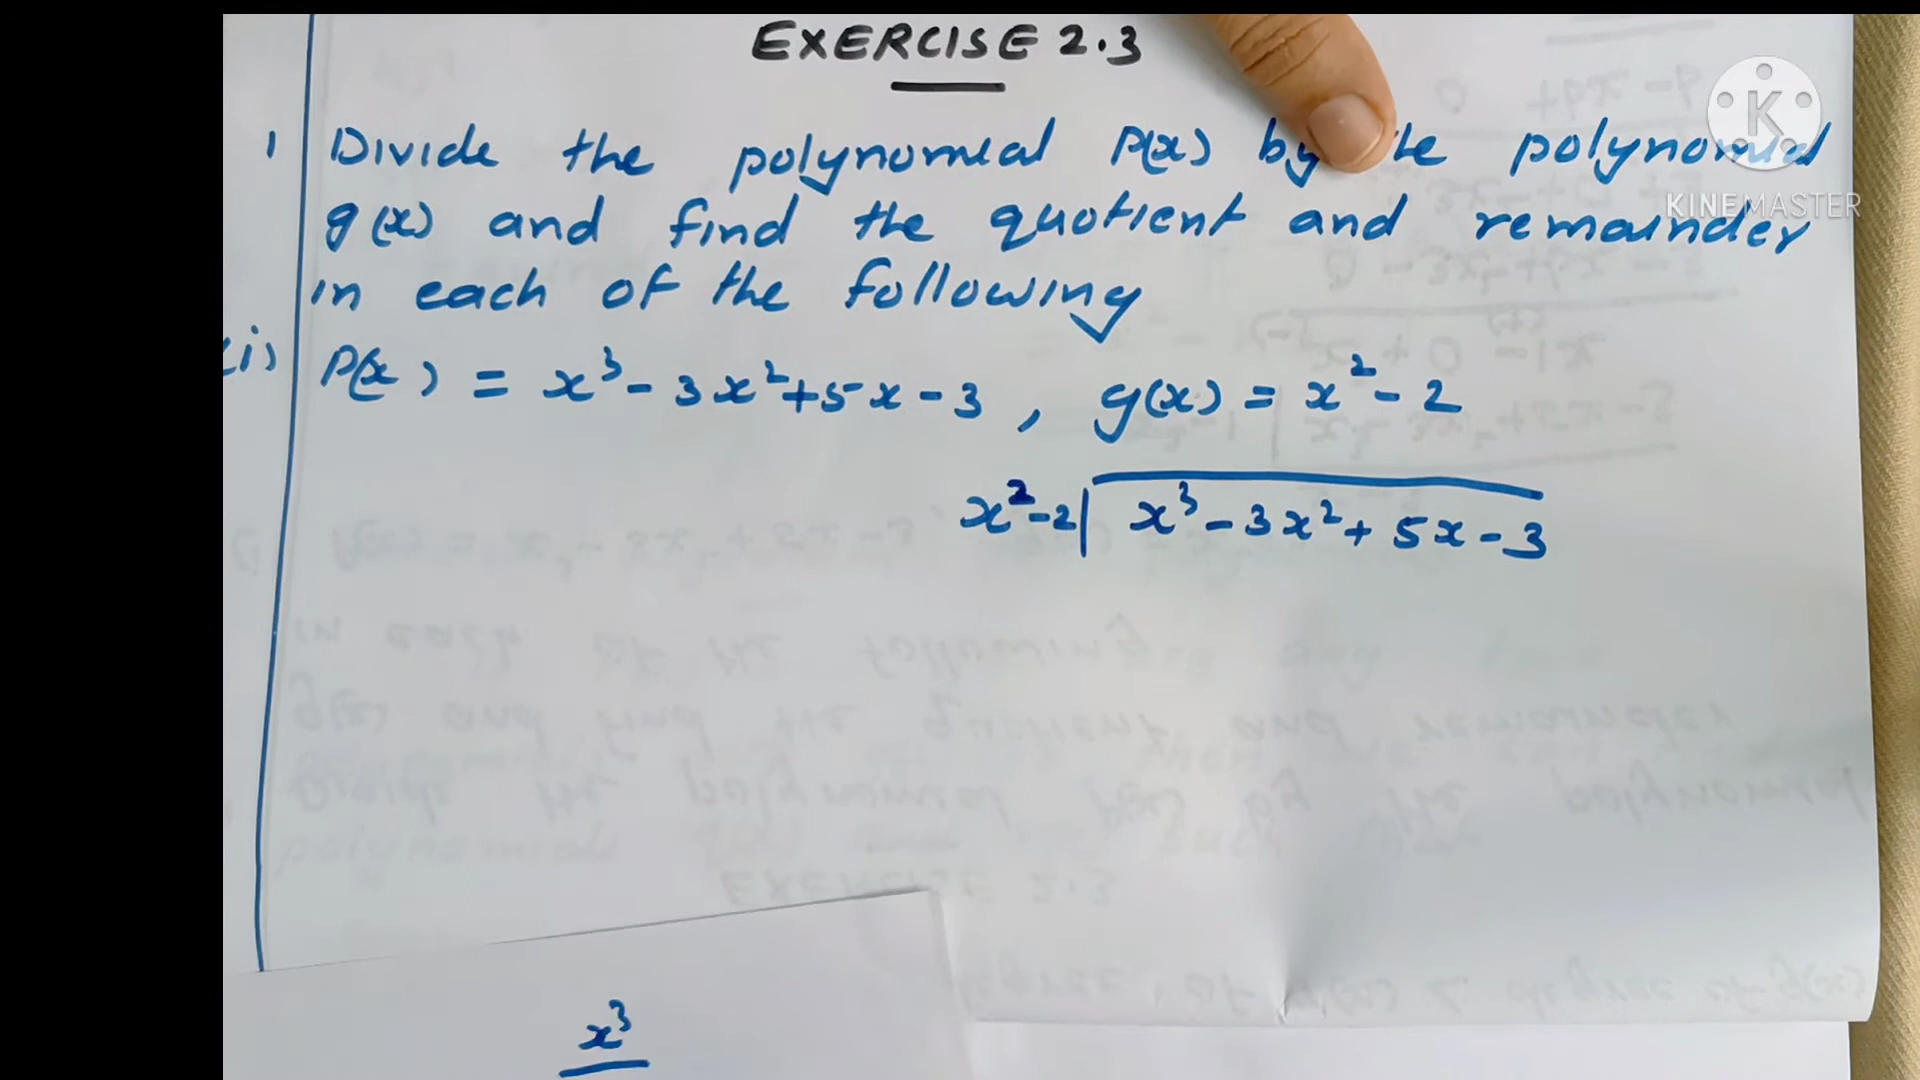 EXERCISE 2.3
1 Divide the polynomial P(x) by the polynomial
g(x) and find the quotient and remainder
in each of the following
(i) P(x) = x³ - 3x² + 5x - 3 , g(x) = x² - 2
x² - 2 | x³ - 3x² + 5x - 3
x³
K
KINEMASTER